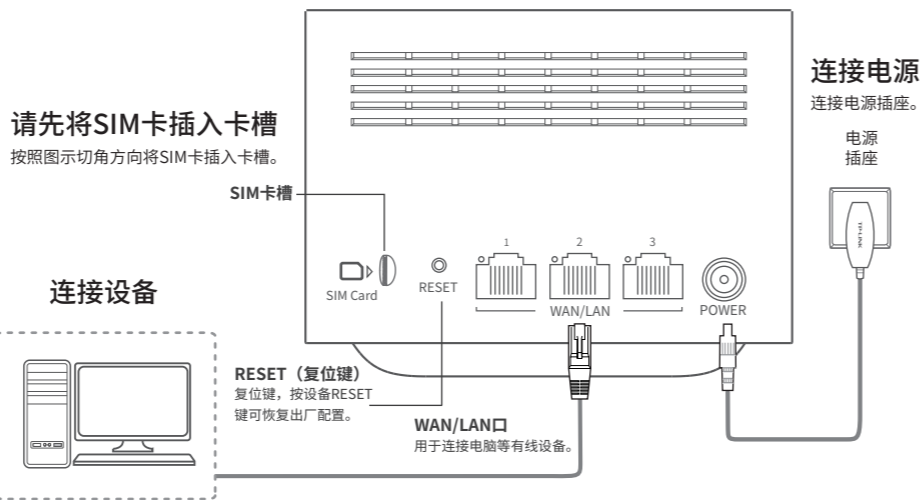 请先将SIM卡插入卡槽
按照图示切角方向将SIM卡插入卡槽。
SIM卡槽
连接电源
连接电源插座。
电源
插座
TP-LINK
1
2
3
SIM Card
RESET
WAN/LAN
POWER
连接设备
RESET（复位键）
复位键，按设备RESET
键可恢复出厂配置。
WAN/LAN口
用于连接电脑等有线设备。